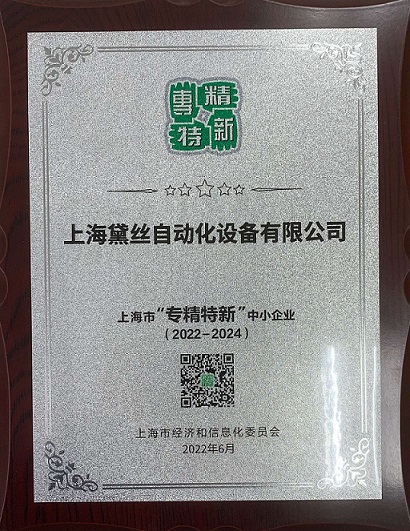 專精
特新
上海黛丝自动化设备有限公司
上海市“专精特新”中小企业
（2022-2024）
上海市经济和信息化委员会
2022年6月